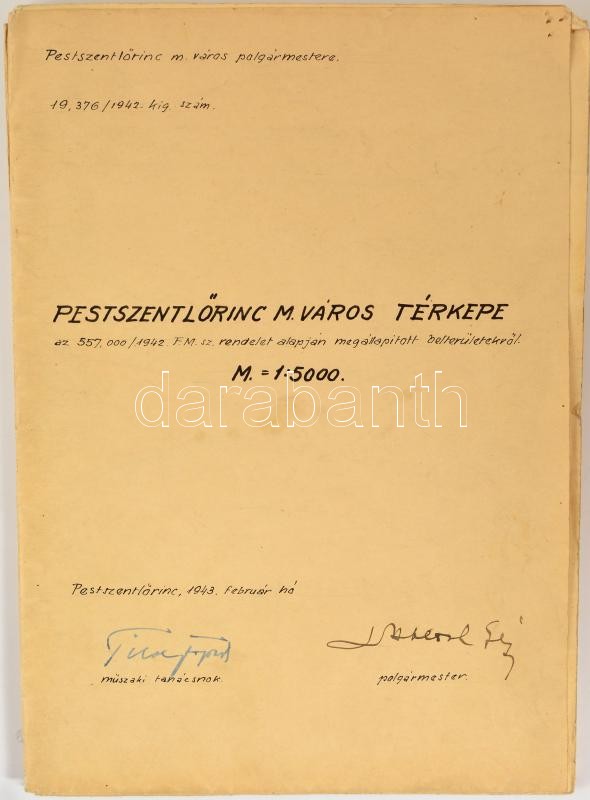 Pestszentlőrinc m. város polgármestere.
19,376/1942. kig. szám.
PESTSZENTLŐRINC M. VÁROS TÉRKEPE
az 557,000/1942 F.M. sz. rendelet alapján megállapitott belterületekről.
M. = 1:5000.
darabanth
Pestszentlőrinc, 1943. február hó
műszaki tanácsnok.
polgármester.